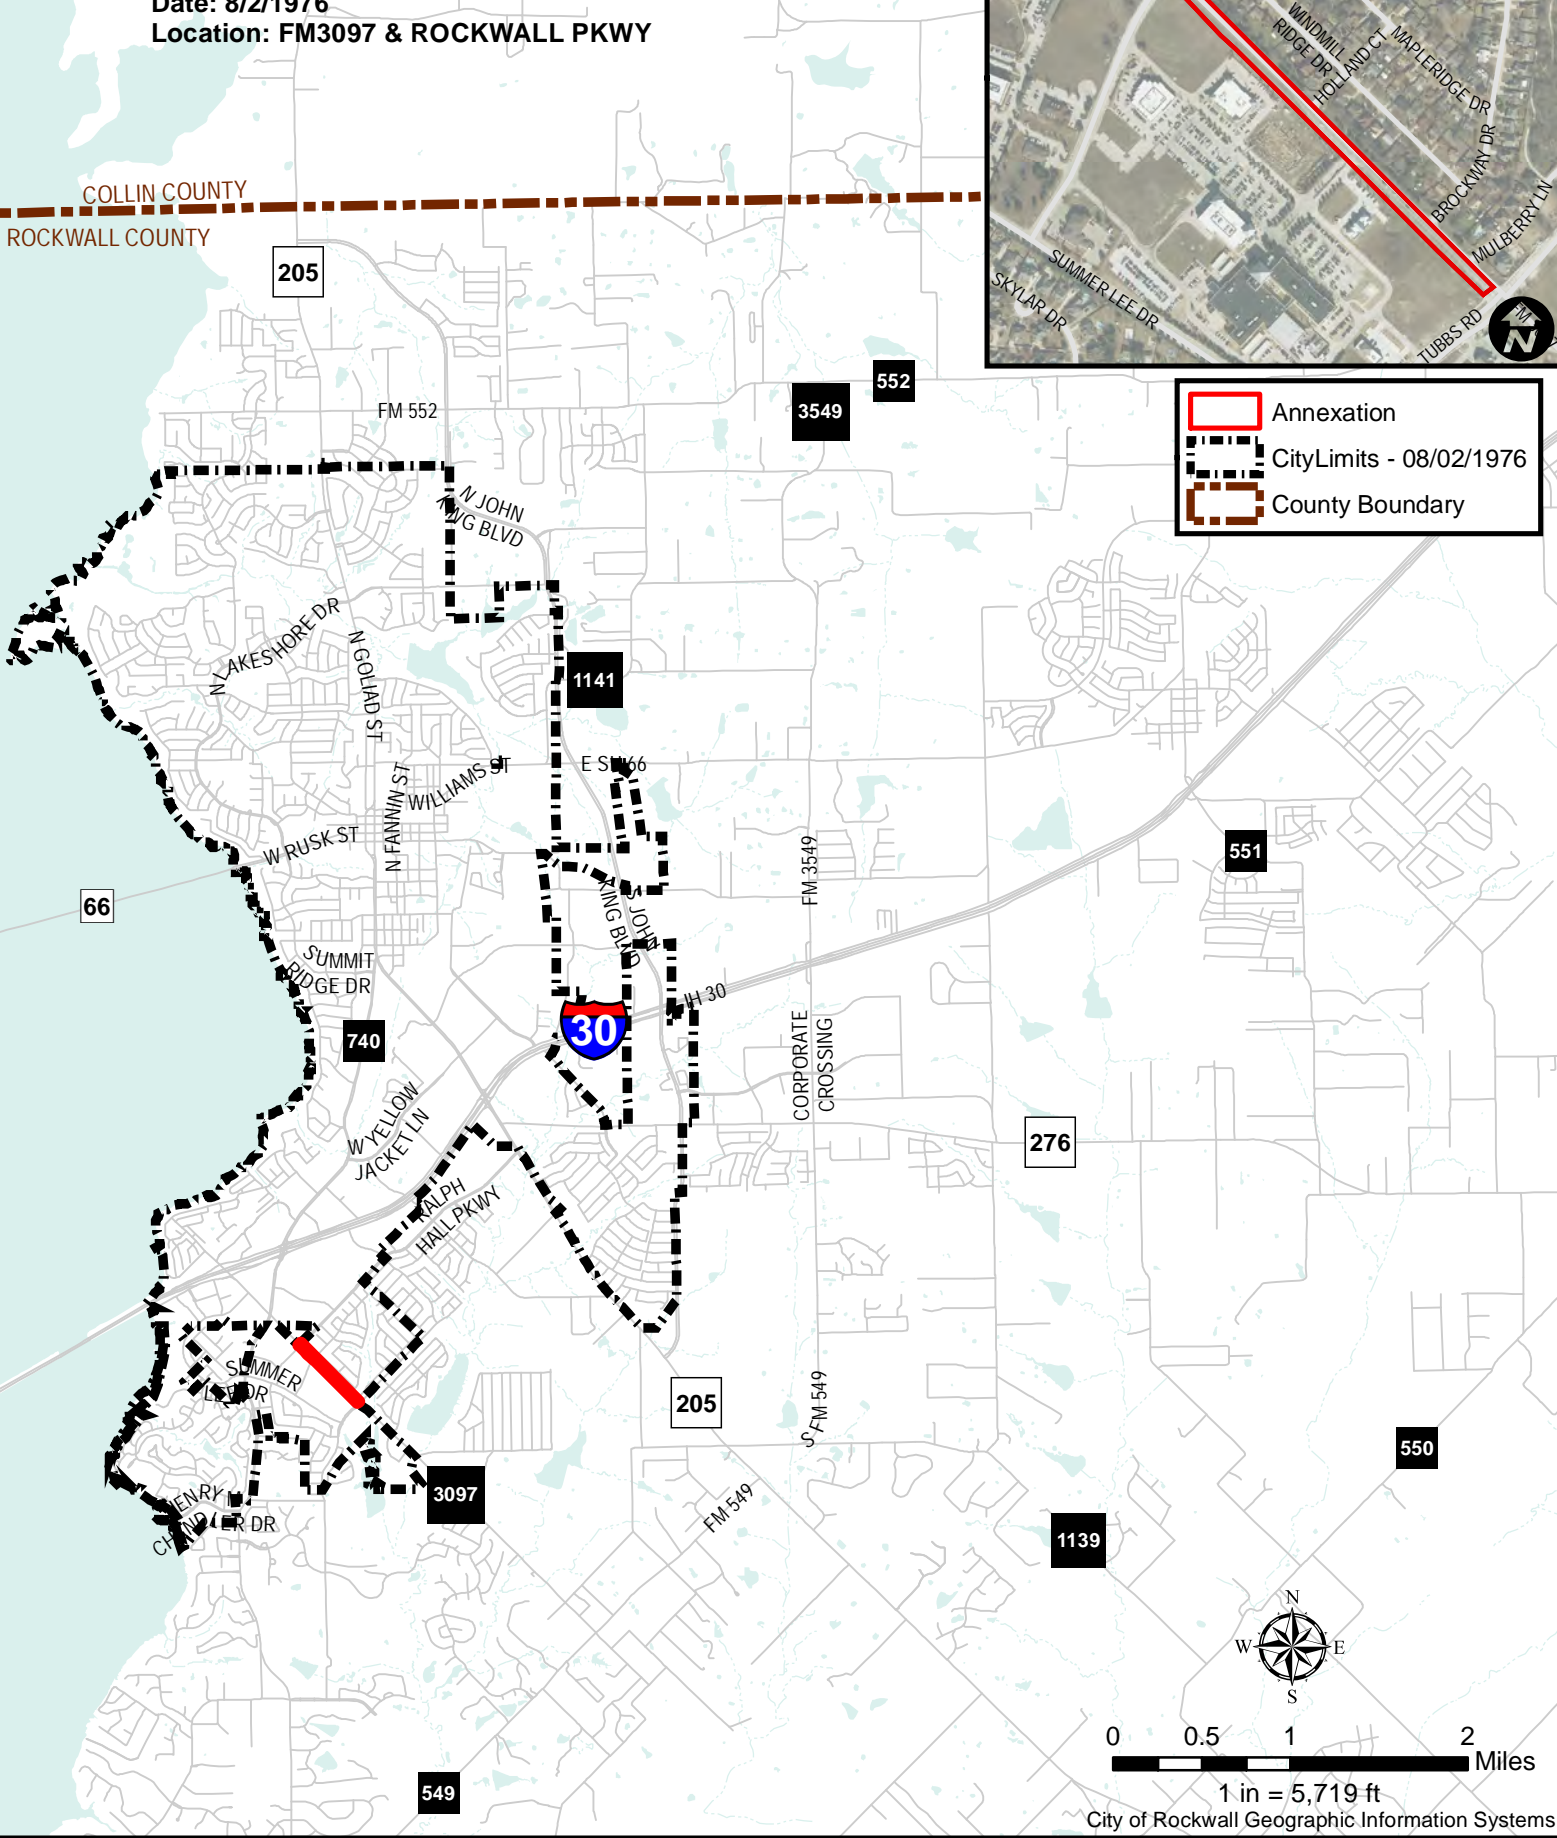 Date: 8/2/1976
Location: FM3097 & ROCKWALL PKWY
WINDMILL
RIDGE DR
HOLLAND CT
MAPLERIDGE DR
BROCKWAY DR
MULBERRY LN
SUMMER LEE DR
SKYLAR DR
TUBBS RD
FM
N
COLLIN COUNTY
ROCKWALL COUNTY
205
552
3549
FM 552
Annexation
CityLimits - 08/02/1976
County Boundary
N JOHN
KING BLVD
N LAKESHORE DR
N GOLIAD ST
1141
E SH 66
WILLIAMS ST
N FANNIN ST
W RUSK ST
FM 3549
551
66
S JOHN
KING BLVD
SUMMIT
RIDGE DR
IH 30
30
740
CORPORATE
CROSSING
W YELLOW
JACKET LN
276
RALPH
HALL PKWY
SUMMER
LEE DR
205
S FM 549
550
3097
HENRY M
CHANDLER DR
FM 549
1139
N
W
E
S
0 0.5 1 2
Miles
549
1 in = 5,719 ft
City of Rockwall Geographic Information Systems